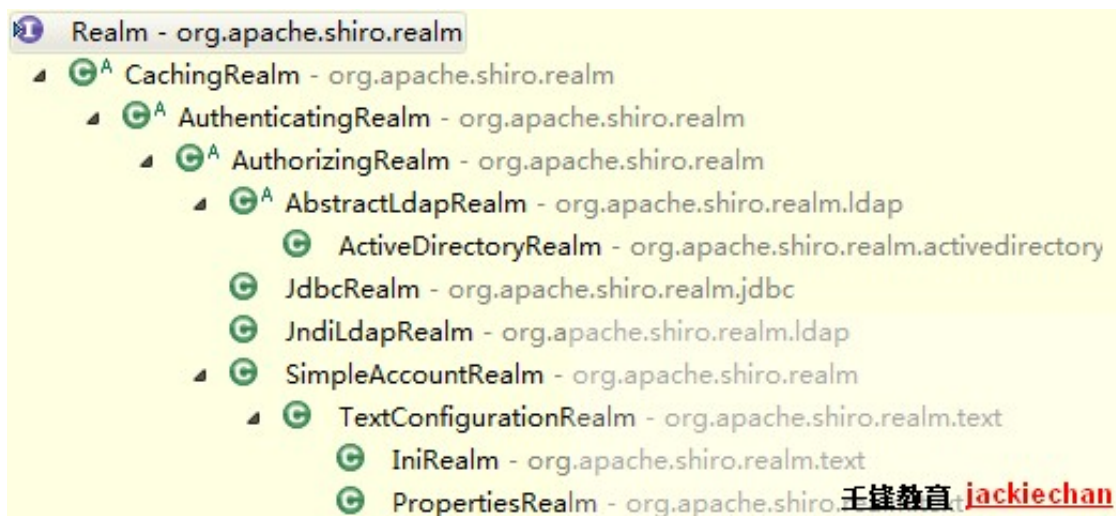 Realm - org.apache.shiro.realm
CachingRealm - org.apache.shiro.realm
AuthenticatingRealm - org.apache.shiro.realm
AuthorizingRealm - org.apache.shiro.realm
AbstractLdapRealm - org.apache.shiro.realm.ldap
ActiveDirectoryRealm - org.apache.shiro.realm.activedirectory
JdbcRealm - org.apache.shiro.realm.jdbc
JndiLdapRealm - org.apache.shiro.realm.ldap
SimpleAccountRealm - org.apache.shiro.realm
TextConfigurationRealm - org.apache.shiro.realm.text
IniRealm - org.apache.shiro.realm.text
PropertiesRealm - org.apache.shiro. 教育 jackiechan